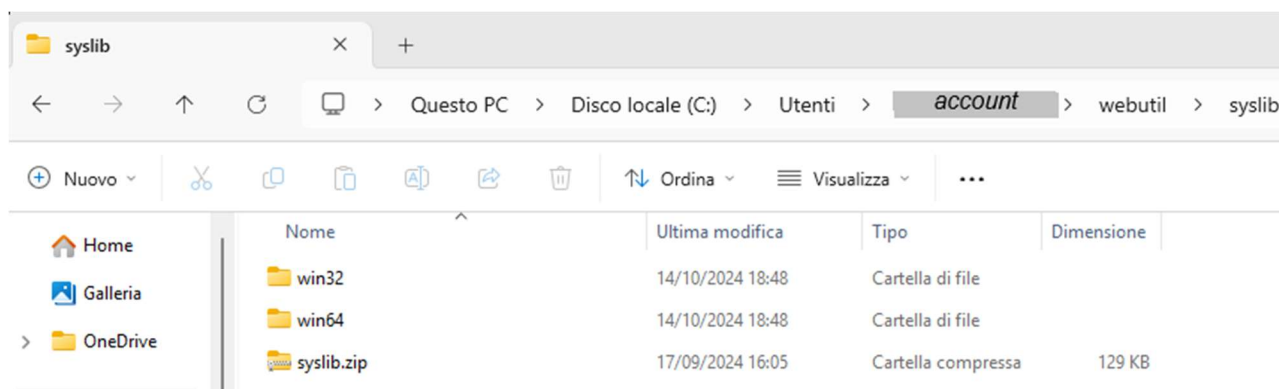 syslib
Questo PC > Disco locale (C:) > Utenti > account > webutil > syslib
Nuovo Ordina Visualizza
Nome Ultima modifica Tipo Dimensione
Home
Galleria
OneDrive
win32 14/10/2024 18:48 Cartella di file
win64 14/10/2024 18:48 Cartella di file
syslib.zip 17/09/2024 16:05 Cartella compressa 129 KB